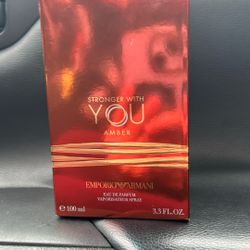 STRONGER WITH
YOU
AMBER
EMPORIO ARMANI
EAU DE PARFUM
VAPORISATEUR SPRAY
℮ 100 ml 3.3 FL.OZ.